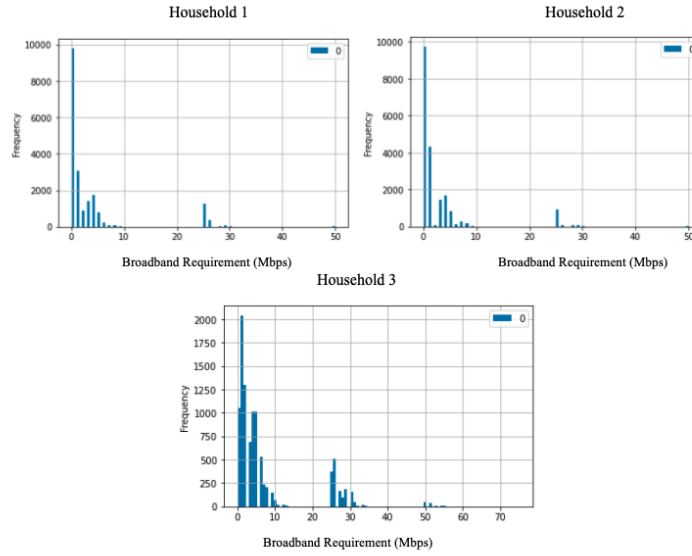 Household 1
Household 2
10000
8000
6000
4000
2000
0
Frequency
0
0 10 20 30 40 50
Broadband Requirement (Mbps)
10000
8000
6000
4000
2000
0
Frequency
0
0 10 20 30 40 50
Broadband Requirement (Mbps)
Household 3
2000
1750
1500
1250
1000
750
500
250
0
Frequency
0
0 10 20 30 40 50 60 70
Broadband Requirement (Mbps)